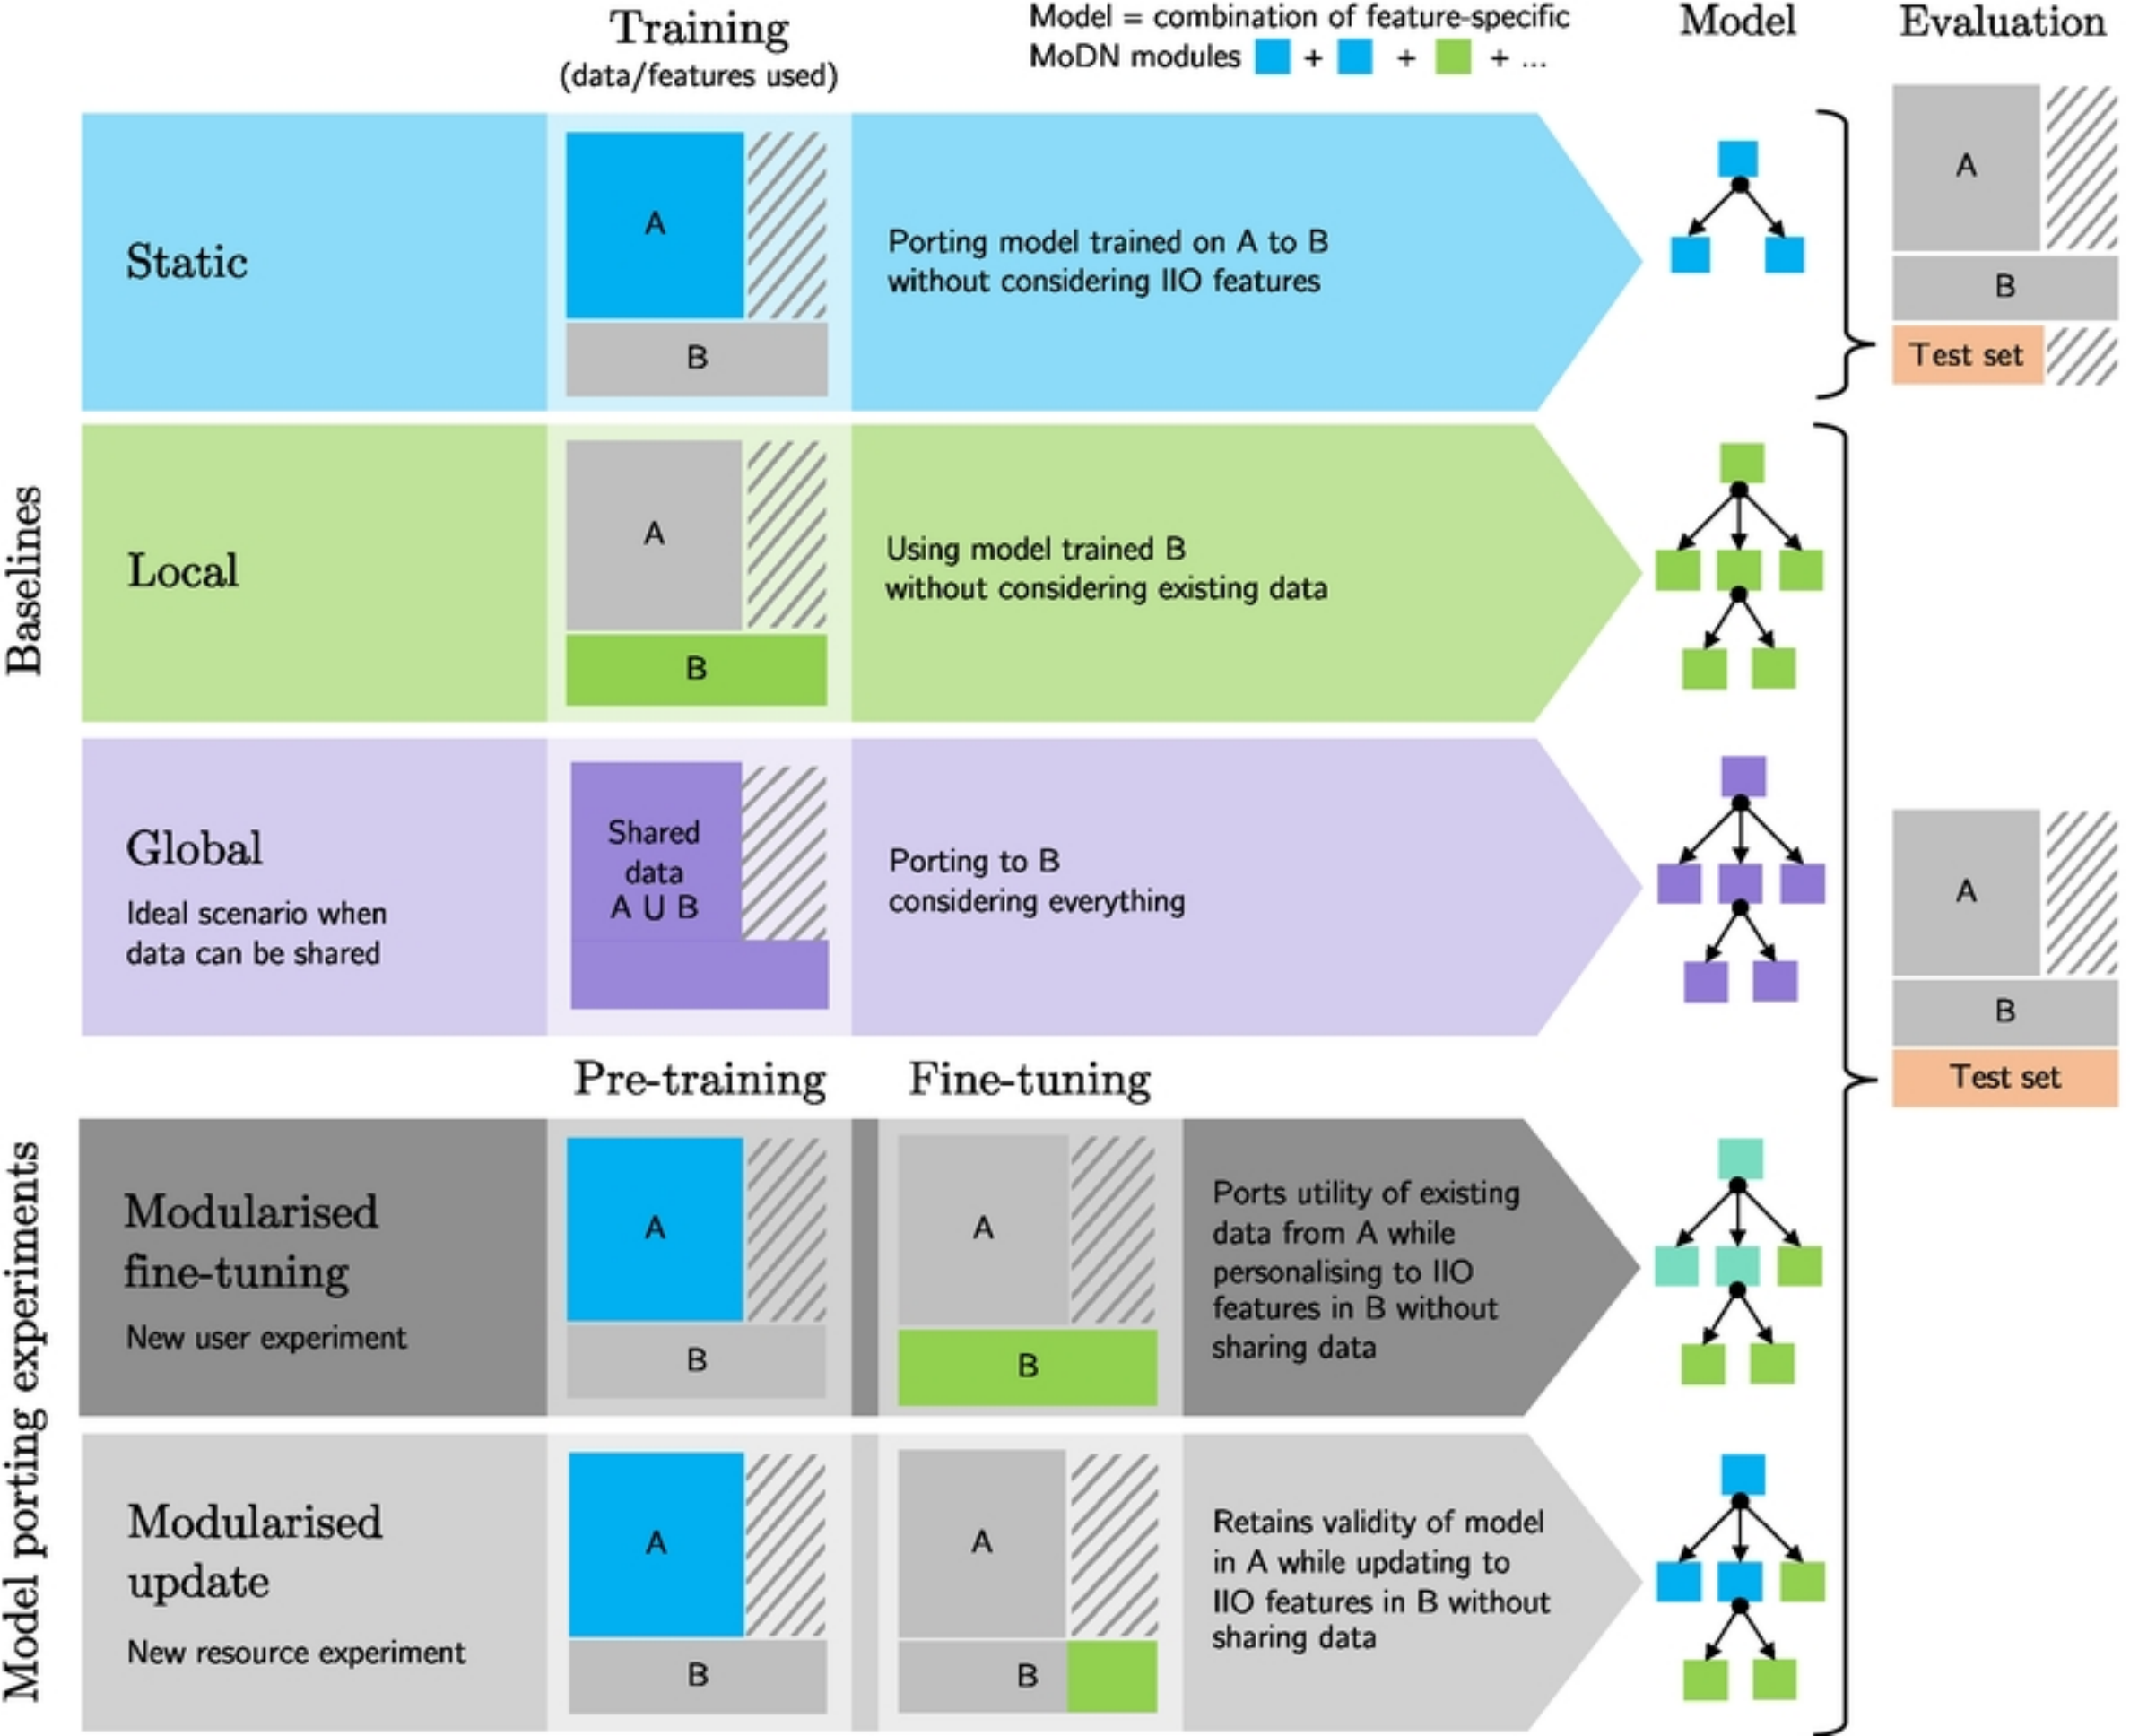 Training
(data/features used)
Model = combination of feature-specific
MoDN modules + + + ...
Model
Evaluation
Baselines
Static
A
B
Porting model trained on A to B
without considering IIO features
A
B
Test set
Local
A
B
Using model trained B
without considering existing data
Global
Ideal scenario when
data can be shared
Shared
data
A U B
Porting to B
considering everything
A
B
Test set
Pre-training
Fine-tuning
Model porting experiments
Modularised
fine-tuning
New user experiment
A
B
A
B
Ports utility of existing
data from A while
personalising to IIO
features in B without
sharing data
Modularised
update
New resource experiment
A
B
A
B
Retains validity of model
in A while updating to
IIO features in B without
sharing data